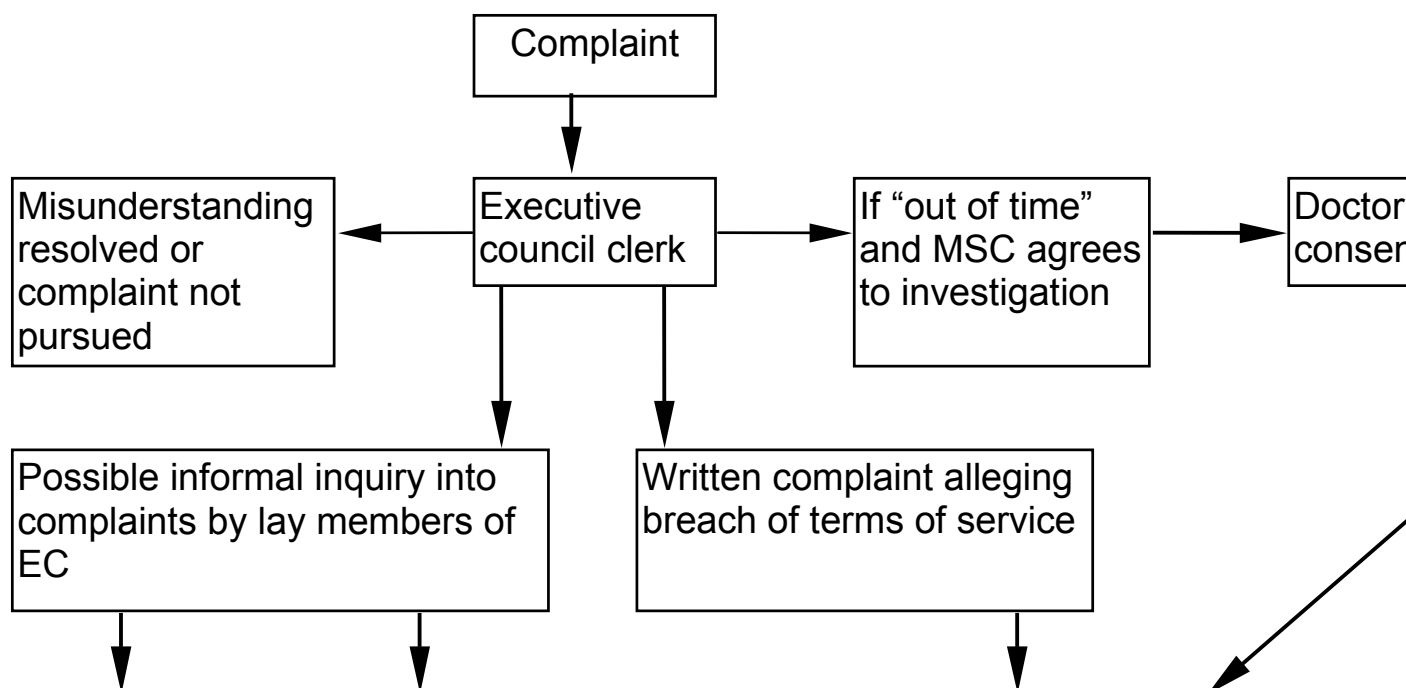 Complaint
Misunderstanding
resolved or
complaint not
pursued
Executive
council clerk
If “out of time”
and MSC agrees
to investigation
Doctor
Possible informal inquiry into
complaints by lay members of
EC
Written complaint alleging
breach of terms of service